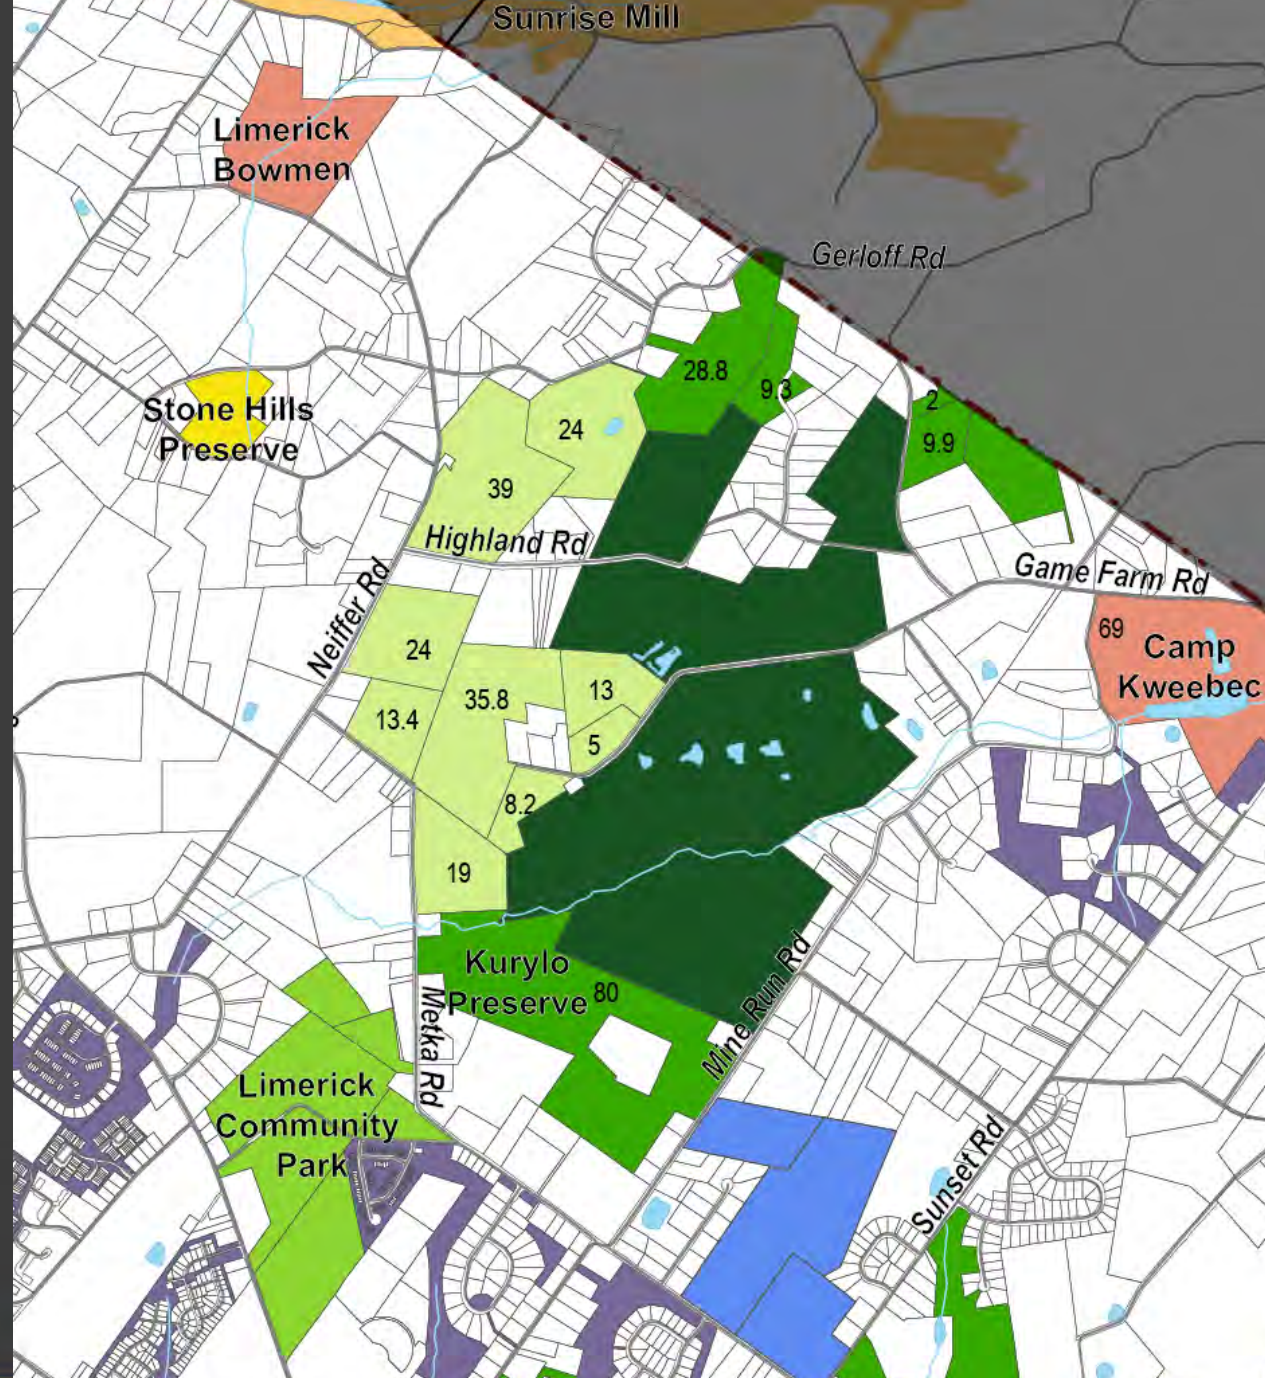 Sunrise Mill
Limerick
Bowmen
Gerloff Rd
28.8
9.3
2
9.9
Stone Hills
Preserve
24
39
Highland Rd
Game Farm Rd
Neiffer Rd
69
Camp
Kweebec
24
35.8
13
13.4
5
8.2
19
Kurylo
Preserve
80
Mine Run Rd
Metka Rd
Limerick
Community
Park
Sunset Rd